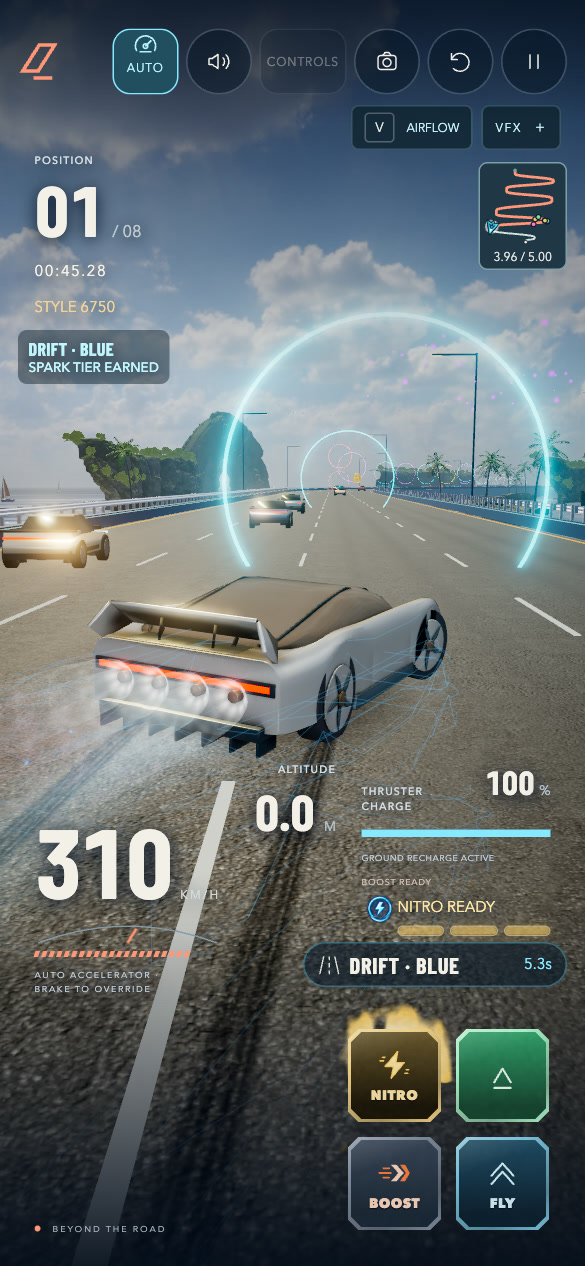 AUTO
CONTROLS
V AIRFLOW
VFX +
POSITION
01 / 08
00:45.28
STYLE 6750
3.96 / 5.00
DRIFT · BLUE
SPARK TIER EARNED
ALTITUDE
0.0 M
THRUSTER
CHARGE
100 %
GROUND RECHARGE ACTIVE
BOOST READY
NITRO READY
310 KM/H
AUTO ACCELERATOR ·
BRAKE TO OVERRIDE
DRIFT · BLUE 5.3s
NITRO
BOOST
FLY
BEYOND THE ROAD